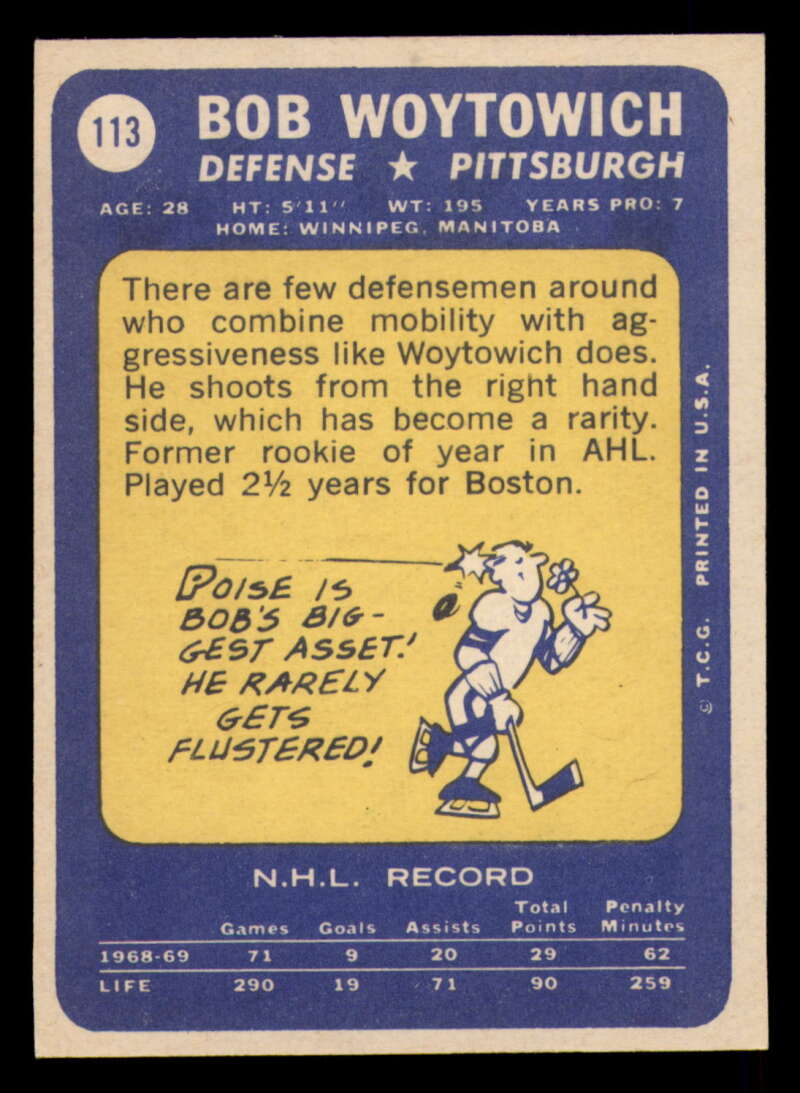 113
BOB WOYTOWICH
DEFENSE ★ PITTSBURGH
AGE: 28 HT: 5'11" WT: 195 YEARS PRO: 7
HOME: WINNIPEG, MANITOBA
There are few defensemen around
who combine mobility with ag-
gressiveness like Woytowich does.
He shoots from the right hand
side, which has become a rarity.
Former rookie of year in AHL.
Played 2½ years for Boston.
POISE IS
BOB'S BIG-
GEST ASSET!
HE RARELY
GETS
FLUSTERED!
© T.C.G. PRINTED IN U.S.A.
N.H.L. RECORD
Games Goals Assists Total Points Penalty Minutes
1968-69 71 9 20 29 62
LIFE 290 19 71 90 259